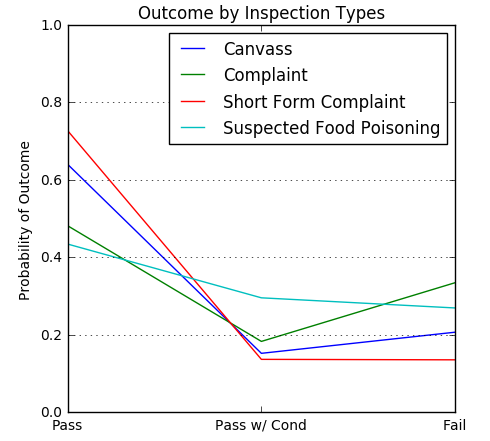 Outcome by Inspection Types
1.0
0.8
0.6
0.4
0.2
0.0
Probability of Outcome
Canvass
Complaint
Short Form Complaint
Suspected Food Poisoning
Pass
Pass w/ Cond
Fail